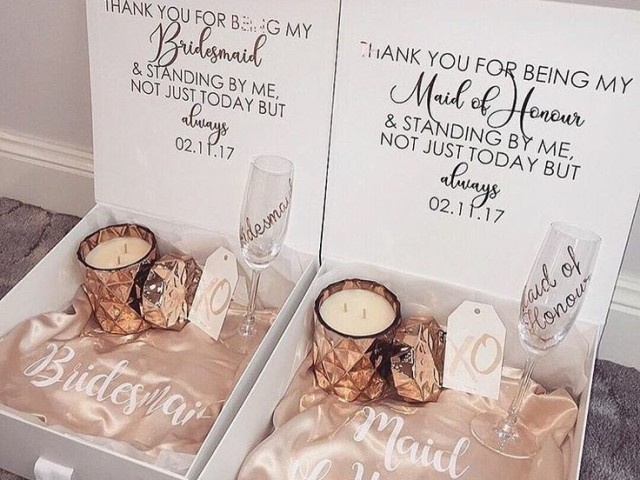 THANK YOU FOR BEING MY
Bridesmaid
& STANDING BY ME,
NOT JUST TODAY BUT
always
02.11.17
THANK YOU FOR BEING MY
Maid of Honour
& STANDING BY ME,
NOT JUST TODAY BUT
always
02.11.17
Bridesmaid
XO
Bridesmaid
Maid of
Honour
XO
Maid
of